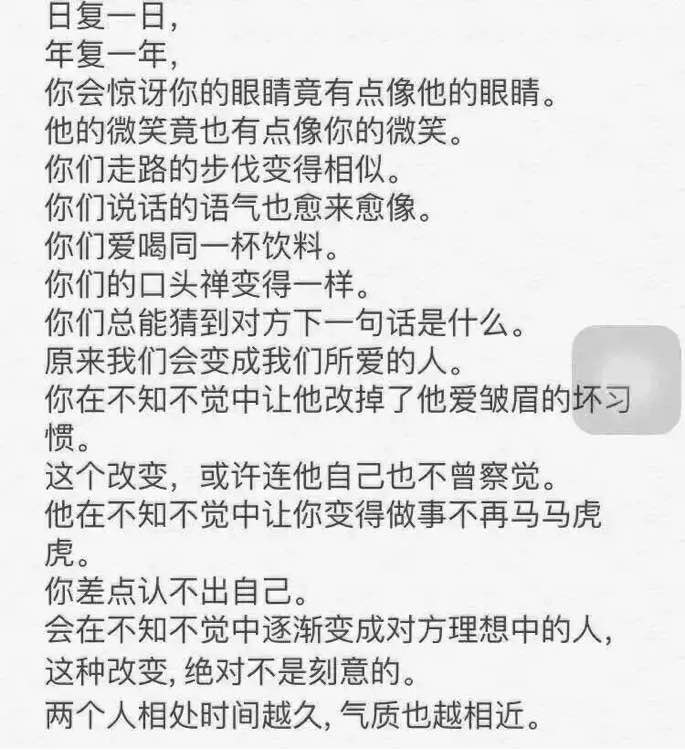 日复一日，
年复一年，
你会惊讶你的眼睛竟有点像他的眼睛。
他的微笑竟也有点像你的微笑。
你们走路的步伐变得相似。
你们说话的语气也愈来愈像。
你们爱喝同一杯饮料。
你们的口头禅变得一样。
你们总能猜到对方下一句话是什么。
原来我们会变成我们所爱的人。
你在不知不觉中让他改掉了他爱皱眉的坏习
惯。
这个改变，或许连他自己也不曾察觉。
他在不知不觉中让你变得做事不再马马虎
虎。
你差点认不出自己。
会在不知不觉中逐渐变成对方理想中的人，
这种改变, 绝对不是刻意的。
两个人相处时间越久, 气质也越相近。